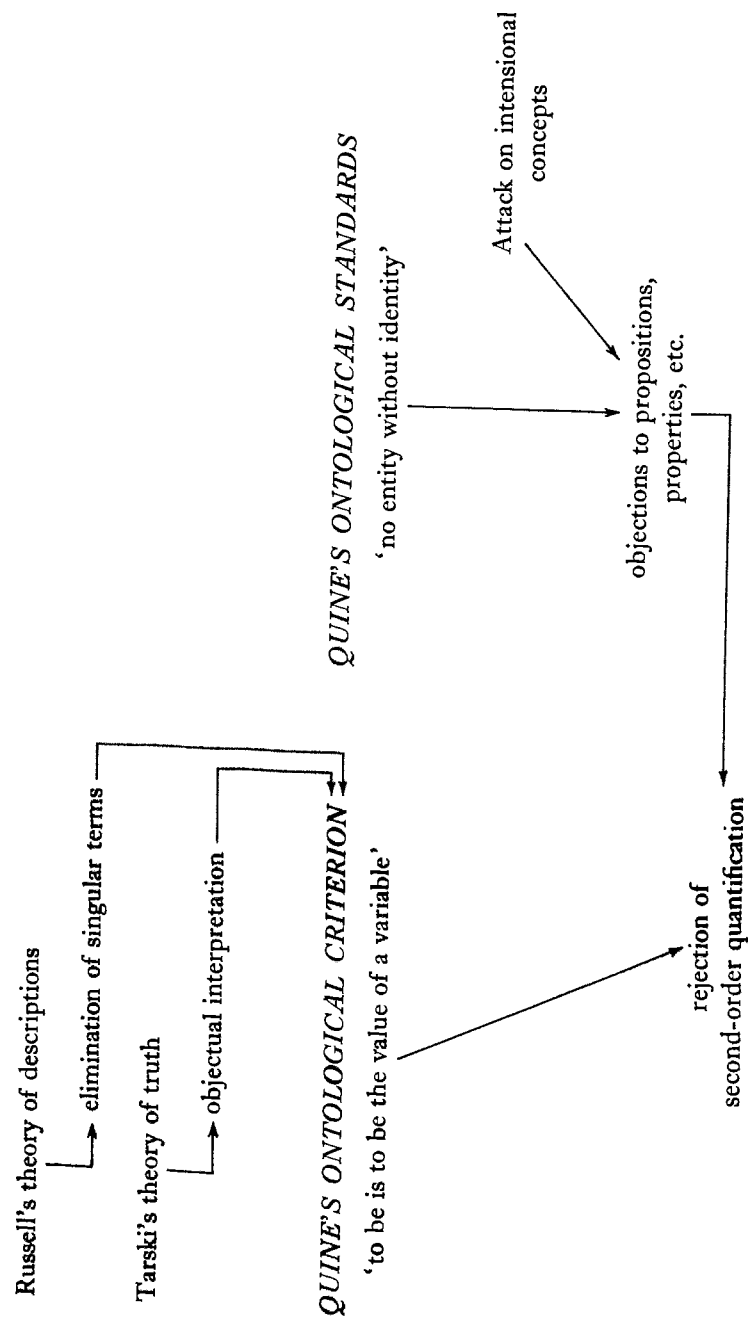 Russell's theory of descriptions
elimination of singular terms
Tarski's theory of truth
objectual interpretation
QUINE'S ONTOLOGICAL CRITERION
‘to be is to be the value of a variable’
QUINE'S ONTOLOGICAL STANDARDS
‘no entity without identity’
Attack on intensional
concepts
objections to propositions,
properties, etc.
rejection of
second-order quantification